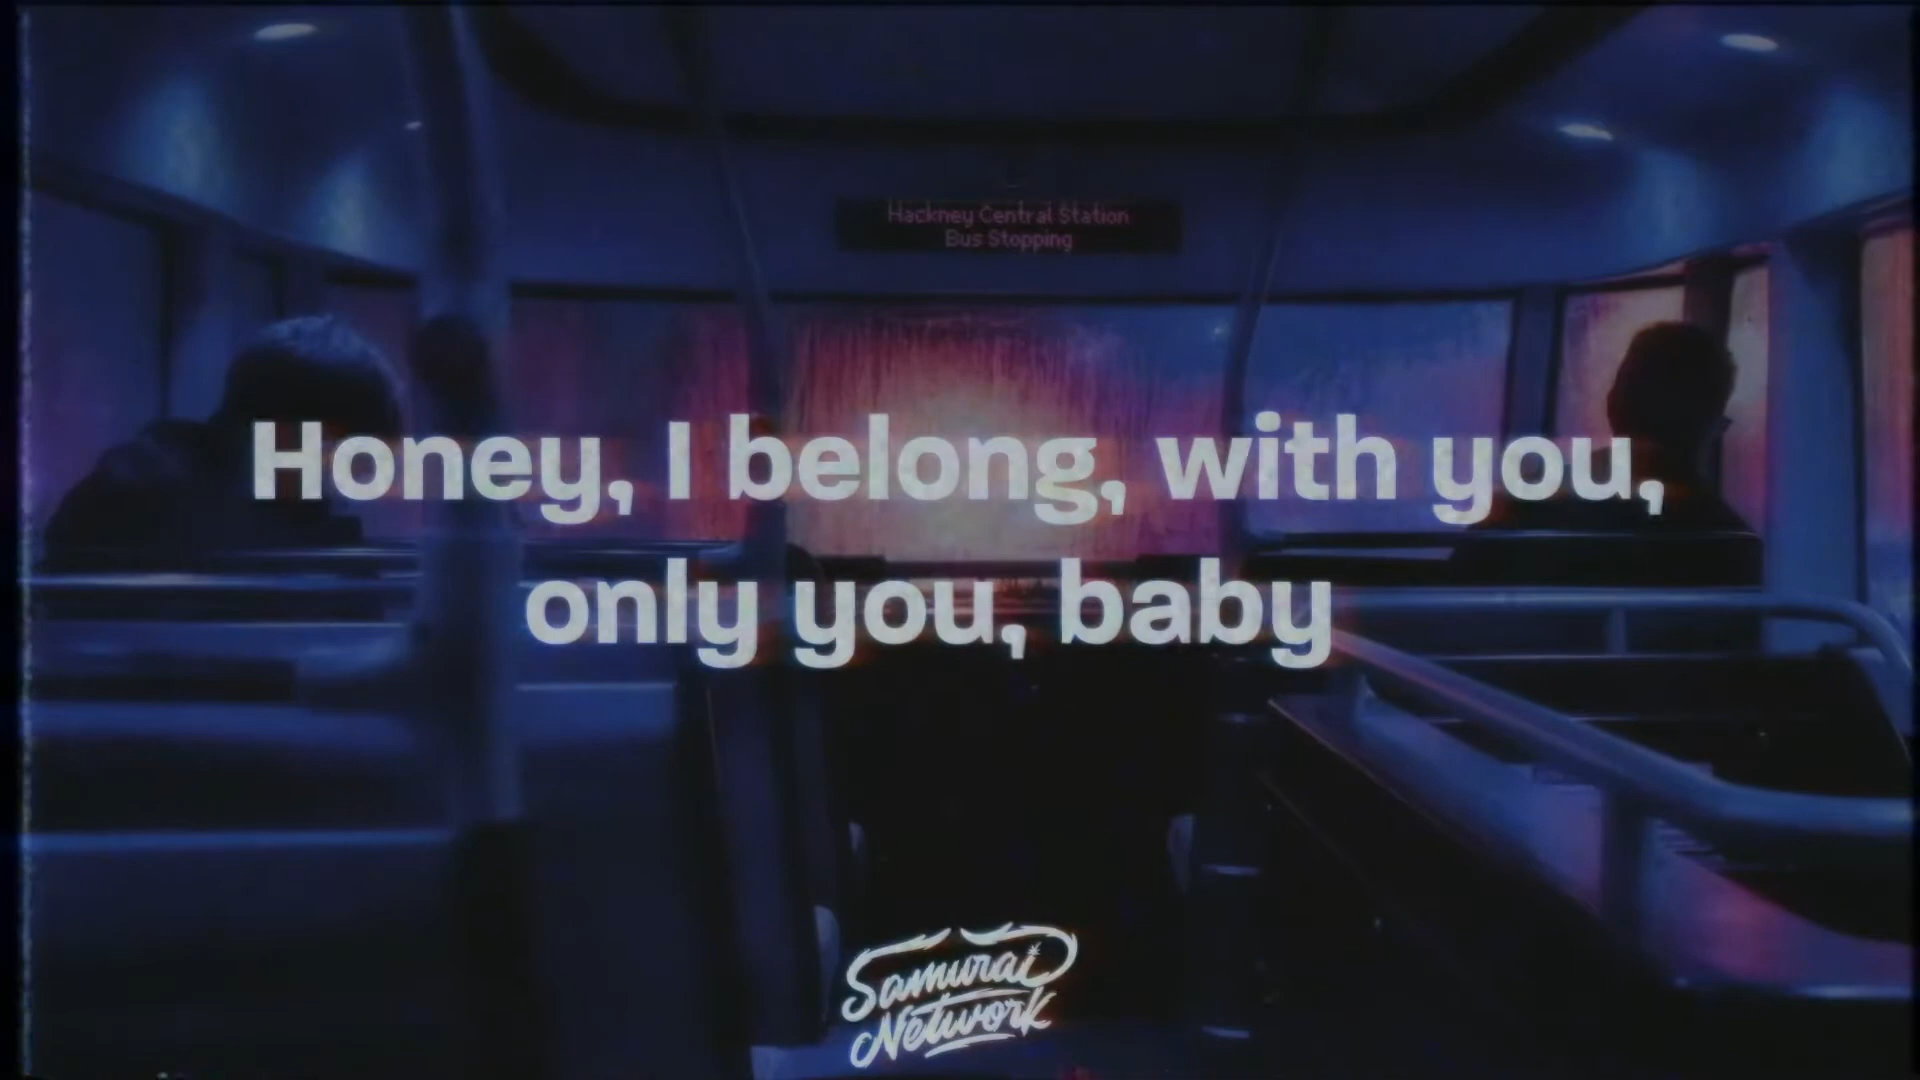 Hackney Central Station
Bus Stopping
Honey, I belong, with you,
only you, baby
Samurai
Network